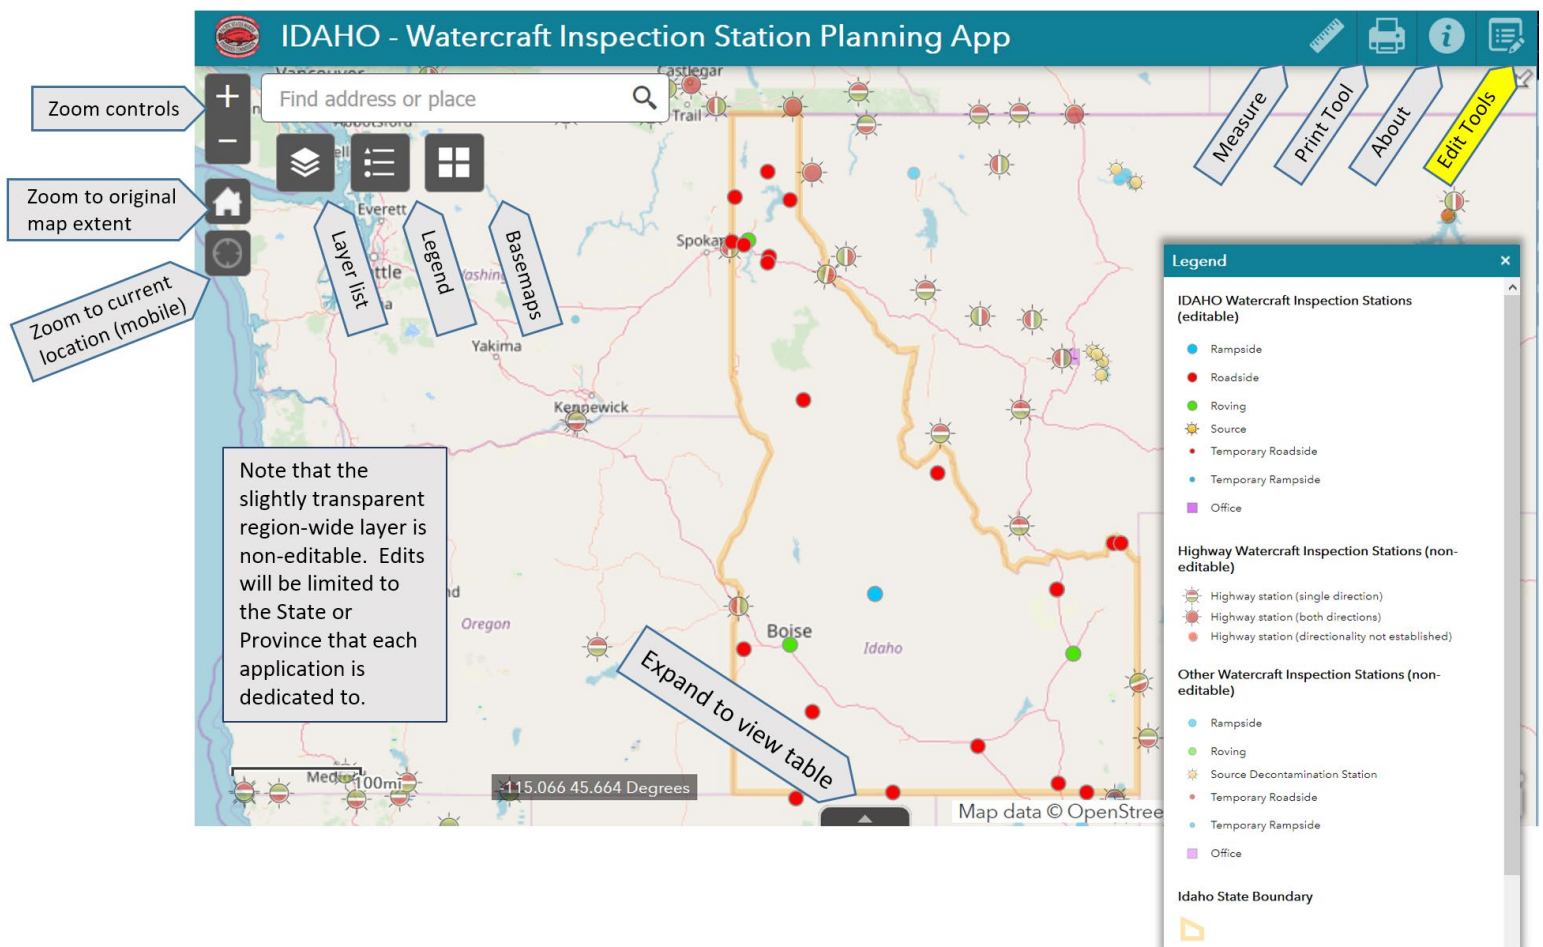 IDAHO - Watercraft Inspection Station Planning App
Find address or place
Zoom controls
Zoom to original
map extent
Zoom to current
location (mobile)
Layer list
Legend
Basemaps
Measure
Print Tool
About
Edit Tools
Castlegar
Trail
Vancouver
Everett
Yakima
Kennewick
Oregon
Boise
Idaho
Note that the
slightly transparent
region-wide layer is
non-editable.  Edits
will be limited to
the State or
Province that each
application is
dedicated to.
Expand to view table
100mi
-115.066 45.664 Degrees
Map data © OpenStree
Legend
IDAHO Watercraft Inspection Stations
(editable)
Rampside
Roadside
Roving
Source
Temporary Roadside
Temporary Rampside
Office
Highway Watercraft Inspection Stations (non-
editable)
Highway station (single direction)
Highway station (both directions)
Highway station (directionality not established)
Other Watercraft Inspection Stations (non-
editable)
Rampside
Roving
Source Decontamination Station
Temporary Roadside
Temporary Rampside
Office
Idaho State Boundary